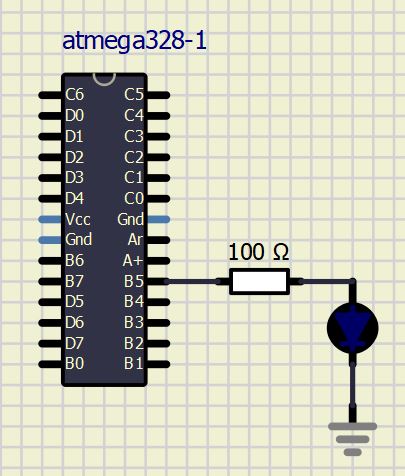 atmega328-1
C6 C5
D0 C4
D1 C3
D2 C2
D3 C1
D4 C0
Vcc Gnd
Gnd Ar
B6 A+
100 Ω
B7 B5
D5 B4
D6 B3
D7 B2
B0 B1